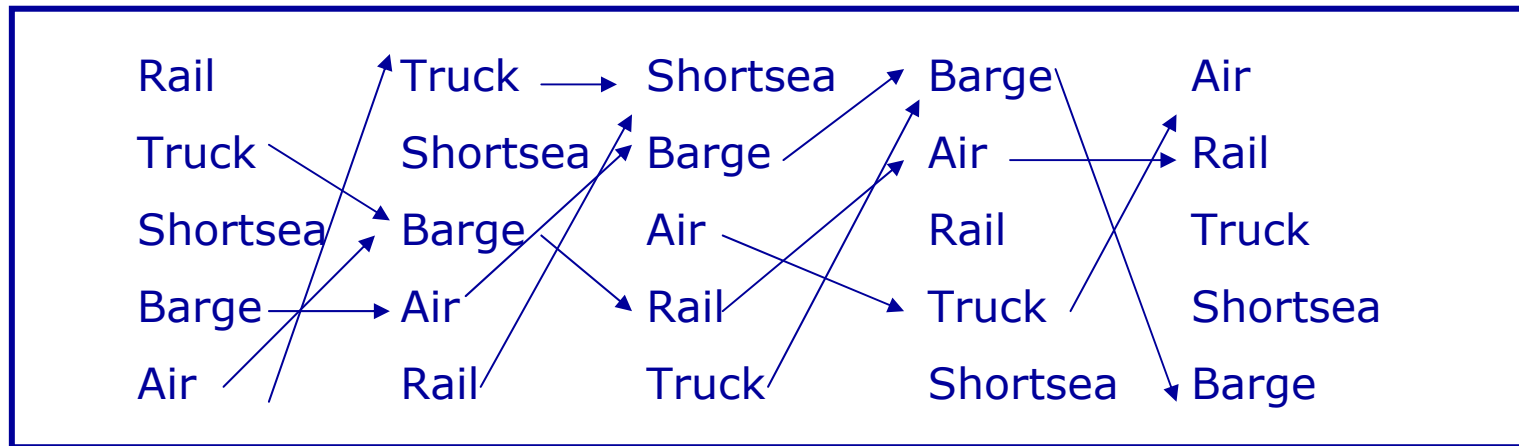 Rail Truck Shortsea Barge Air
Truck Shortsea Barge Air Rail
Shortsea Barge Air Rail Truck
Barge Air Rail Truck Shortsea
Air Rail Truck Shortsea Barge